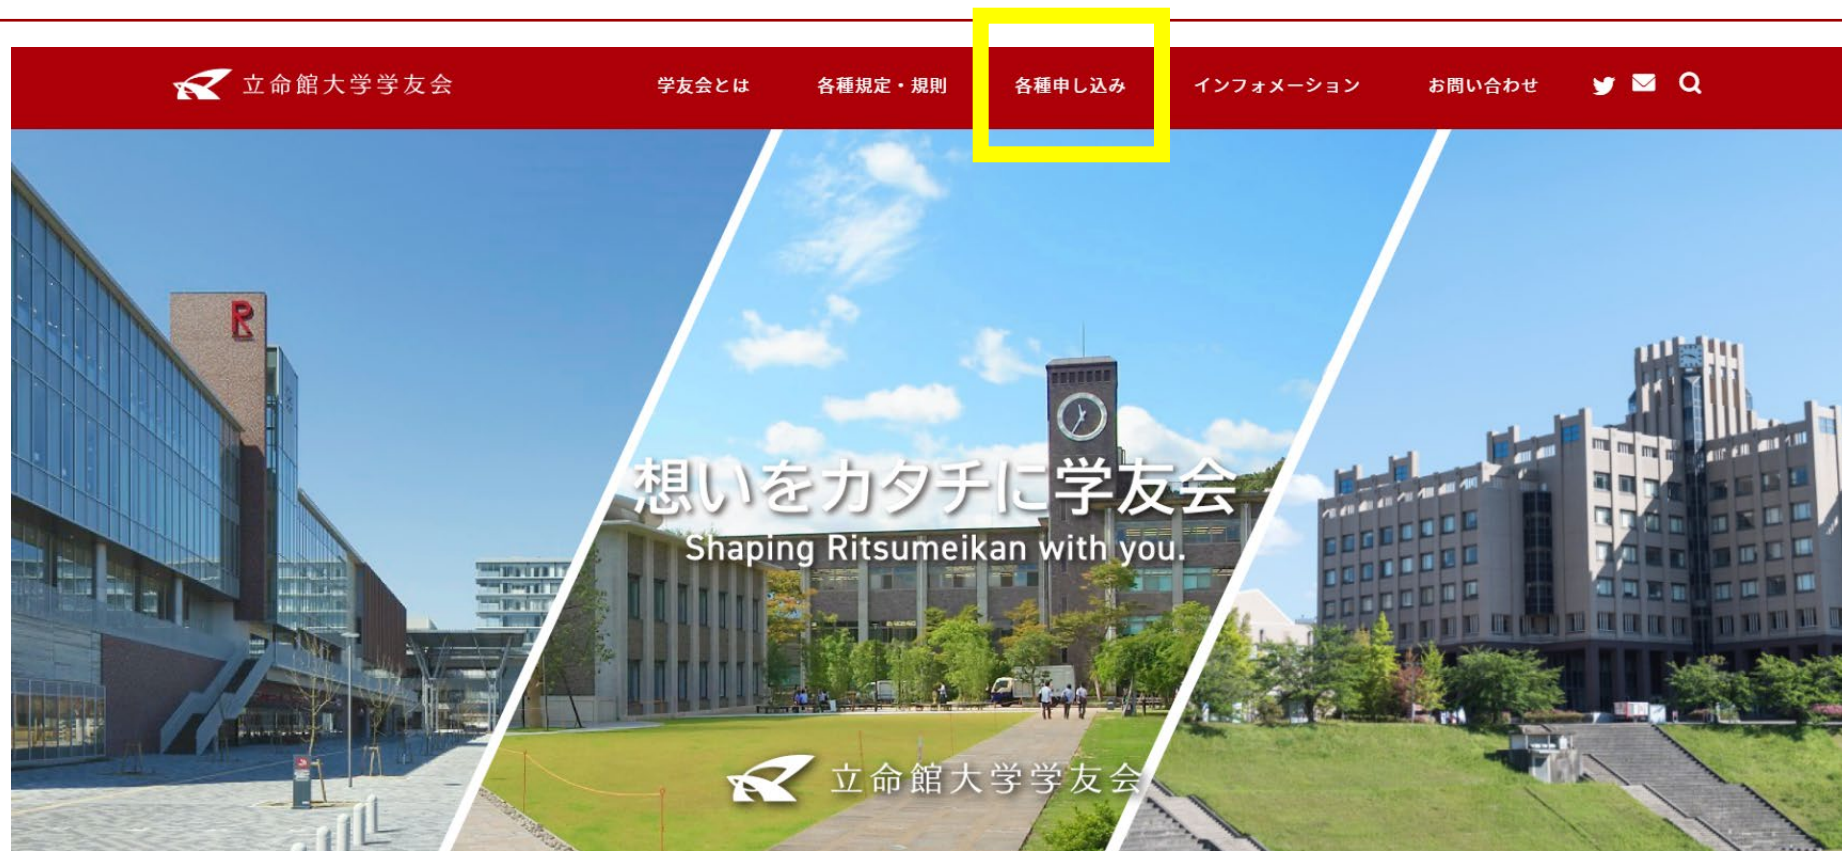 立命館大学学友会
学友会とは
各種規定・規則
各種申し込み
インフォメーション
お問い合わせ
R
想いをカタチに学友会
Shaping Ritsumeikan with you.
立命館大学学友会